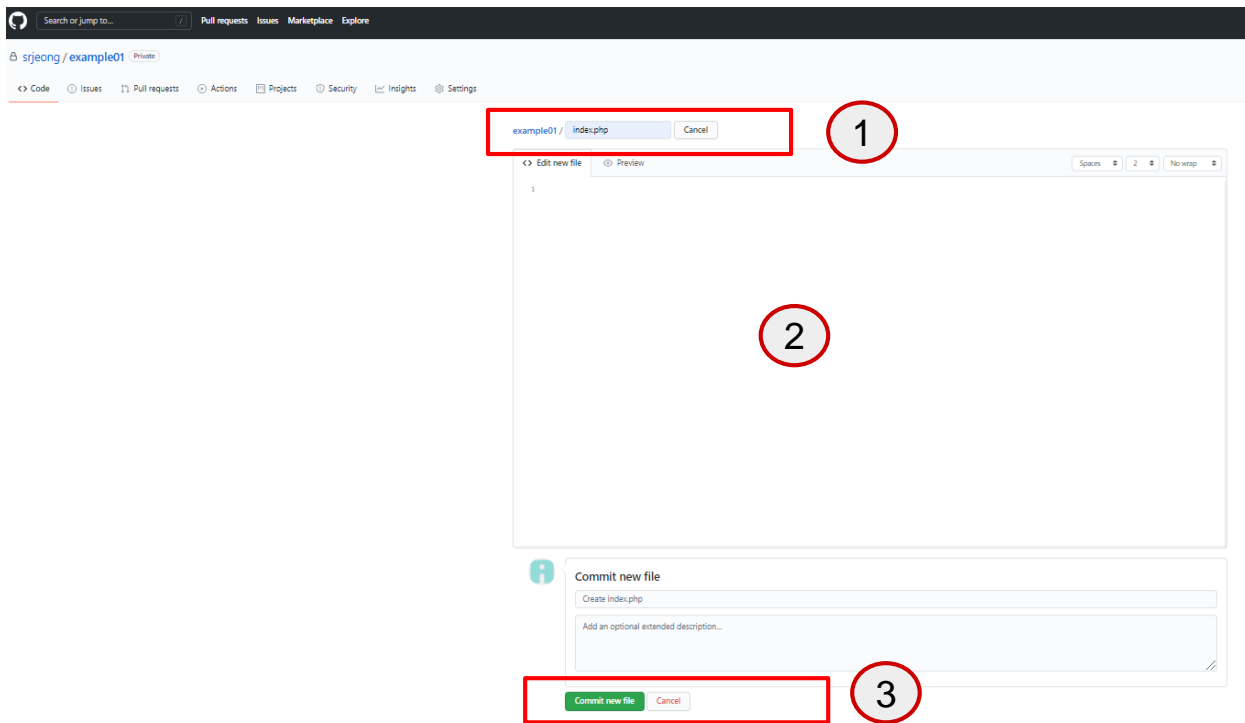 Search or jump to... /
Pull requests Issues Marketplace Explore
srjeong / example01 Private
<> Code Issues Pull requests Actions Projects Security Insights Settings
example01 / index.php Cancel
1
<> Edit new file Preview Spaces 2 No wrap
1
2
Commit new file
Create index.php
Add an optional extended description...
Commit new file Cancel
3